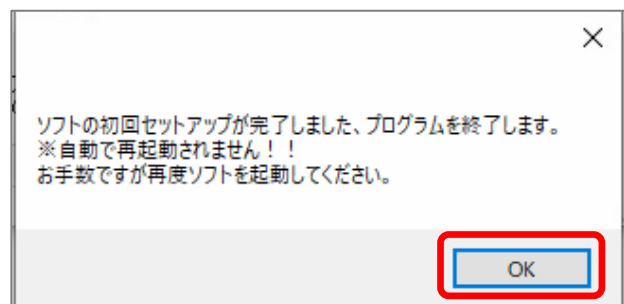 ソフトの初回セットアップが完了しました、プログラムを終了します。
※自動で再起動されません！！
お手数ですが再度ソフトを起動してください。
OK